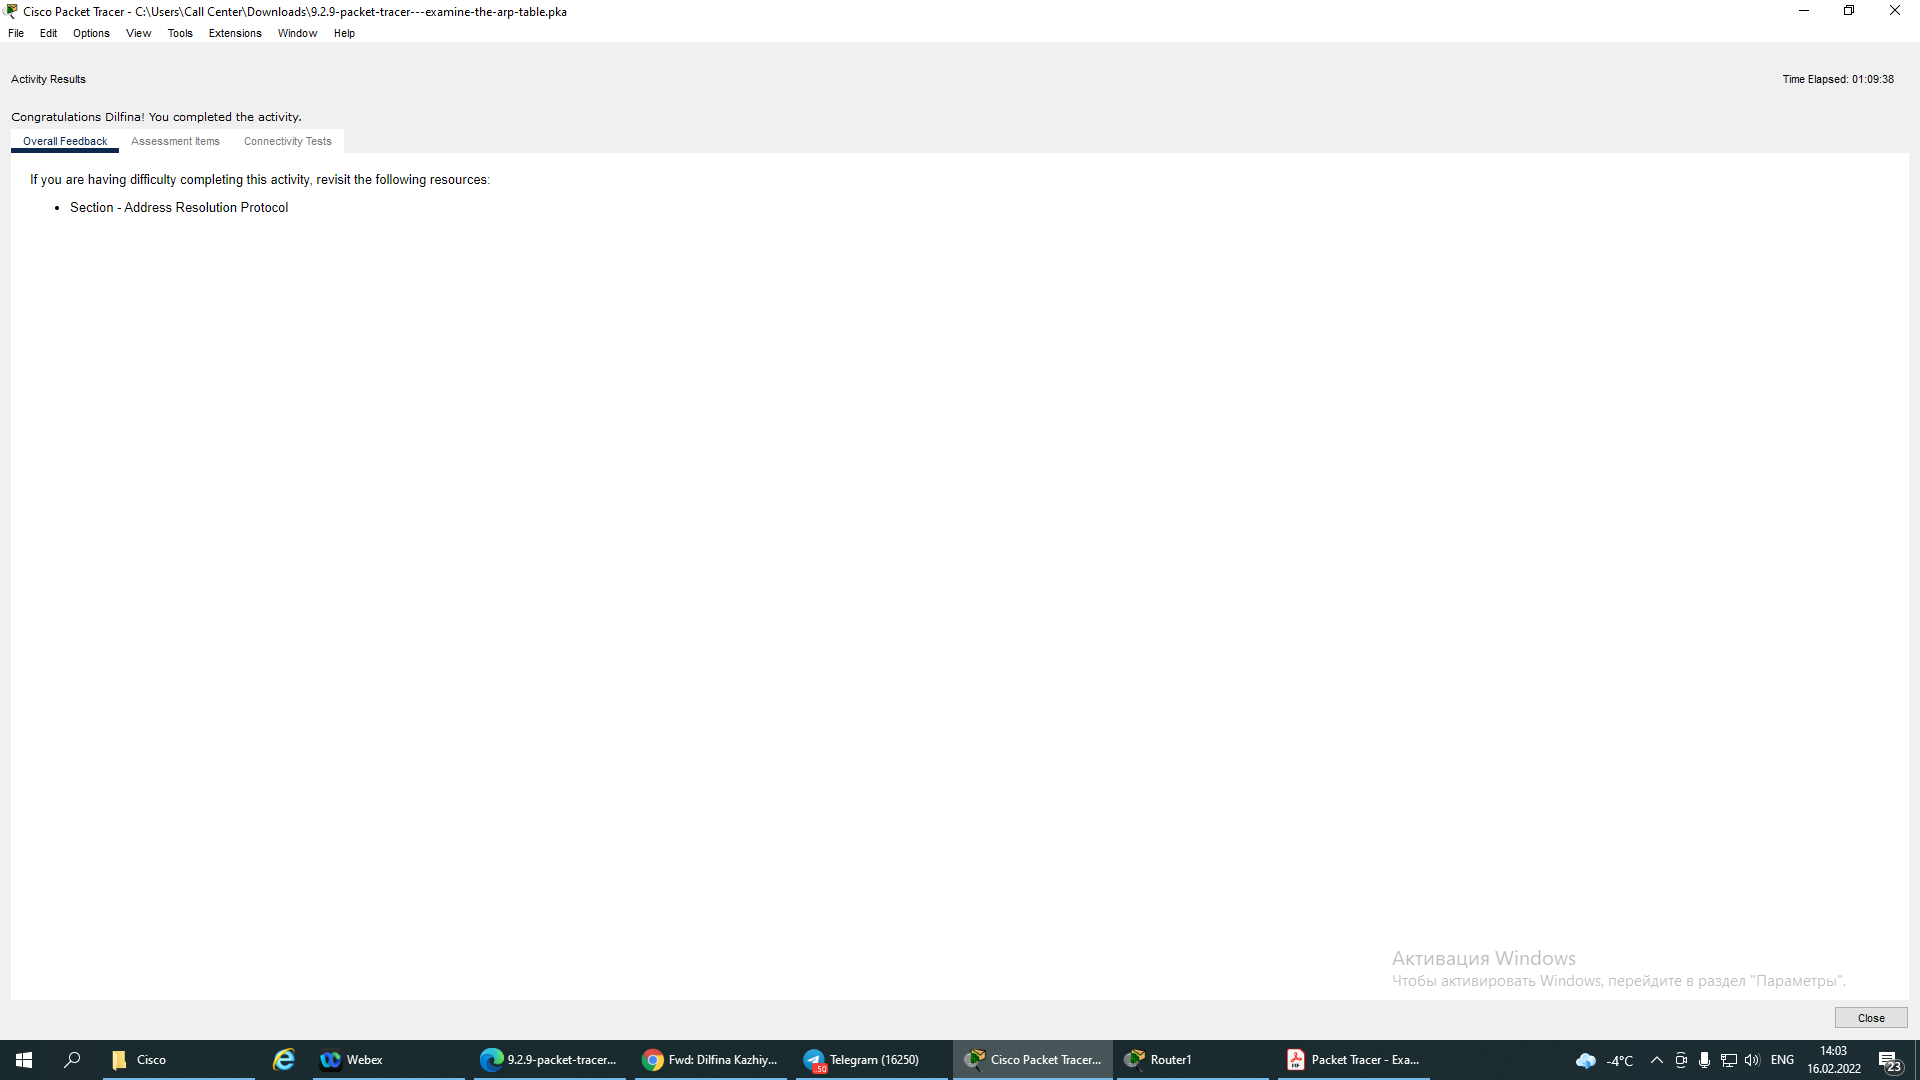 Cisco Packet Tracer - C:\Users\Call Center\Downloads\9.2.9-packet-tracer---examine-the-arp-table.pka
File Edit Options View Tools Extensions Window Help
Activity Results
Time Elapsed: 01:09:38
Congratulations Dilfina! You completed the activity.
Overall Feedback Assessment Items Connectivity Tests
If you are having difficulty completing this activity, revisit the following resources:
• Section - Address Resolution Protocol
Активация Windows
Чтобы активировать Windows, перейдите в раздел "Параметры".
Close
Cisco Webex 9.2.9-packet-tracer... Fwd: Dilfina Kazhiy... Telegram (16250) Cisco Packet Tracer... Router1 Packet Tracer - Exa... -4°C ENG 14:03
..50
16.02.2022
23